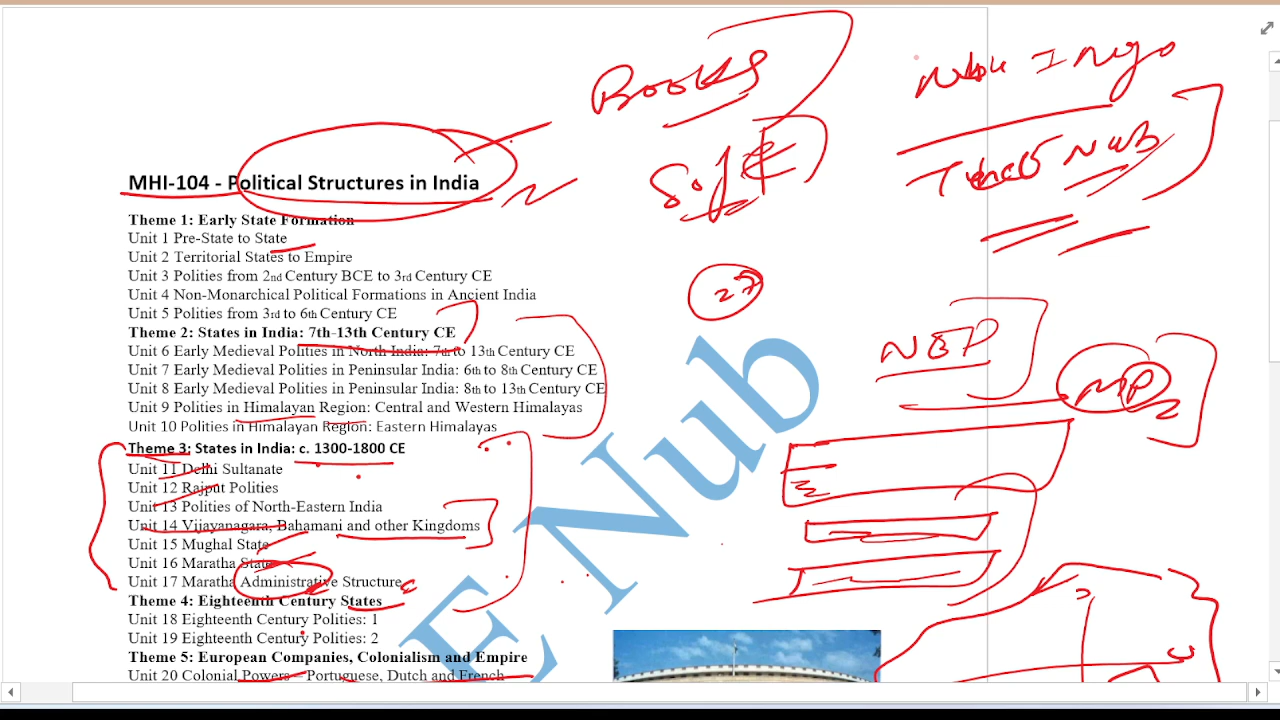 Books
MHI-104 - Political Structures in India
Theme 1: Early State Formation
Unit 1 Pre-State to State
Unit 2 Territorial States to Empire
Unit 3 Polities from 2nd Century BCE to 3rd Century CE
Unit 4 Non-Monarchical Political Formations in Ancient India
Unit 5 Polities from 3rd to 6th Century CE
27
Theme 2: States in India: 7th-13th Century CE
Unit 6 Early Medieval Polities in North India: 7th to 13th Century CE
NEP
Unit 7 Early Medieval Polities in Peninsular India: 6th to 8th Century CE
Unit 8 Early Medieval Polities in Peninsular India: 8th to 13th Century CE
MP
Unit 9 Polities in Himalayan Region: Central and Western Himalayas
Unit 10 Polities in Himalayan Region: Eastern Himalayas
Theme 3: States in India: c. 1300-1800 CE
Unit 11 Delhi Sultanate
Unit 12 Rajput Polities
Unit 13 Polities of North-Eastern India
Unit 14 Vijayanagara, Bahamani and other Kingdoms
Unit 15 Mughal State
Unit 16 Maratha State
Unit 17 Maratha Administrative Structure
Theme 4: Eighteenth Century States
Unit 18 Eighteenth Century Polities: 1
Unit 19 Eighteenth Century Polities: 2
Theme 5: European Companies, Colonialism and Empire
Unit 20 Colonial Powers – Portuguese, Dutch and French
E Nub